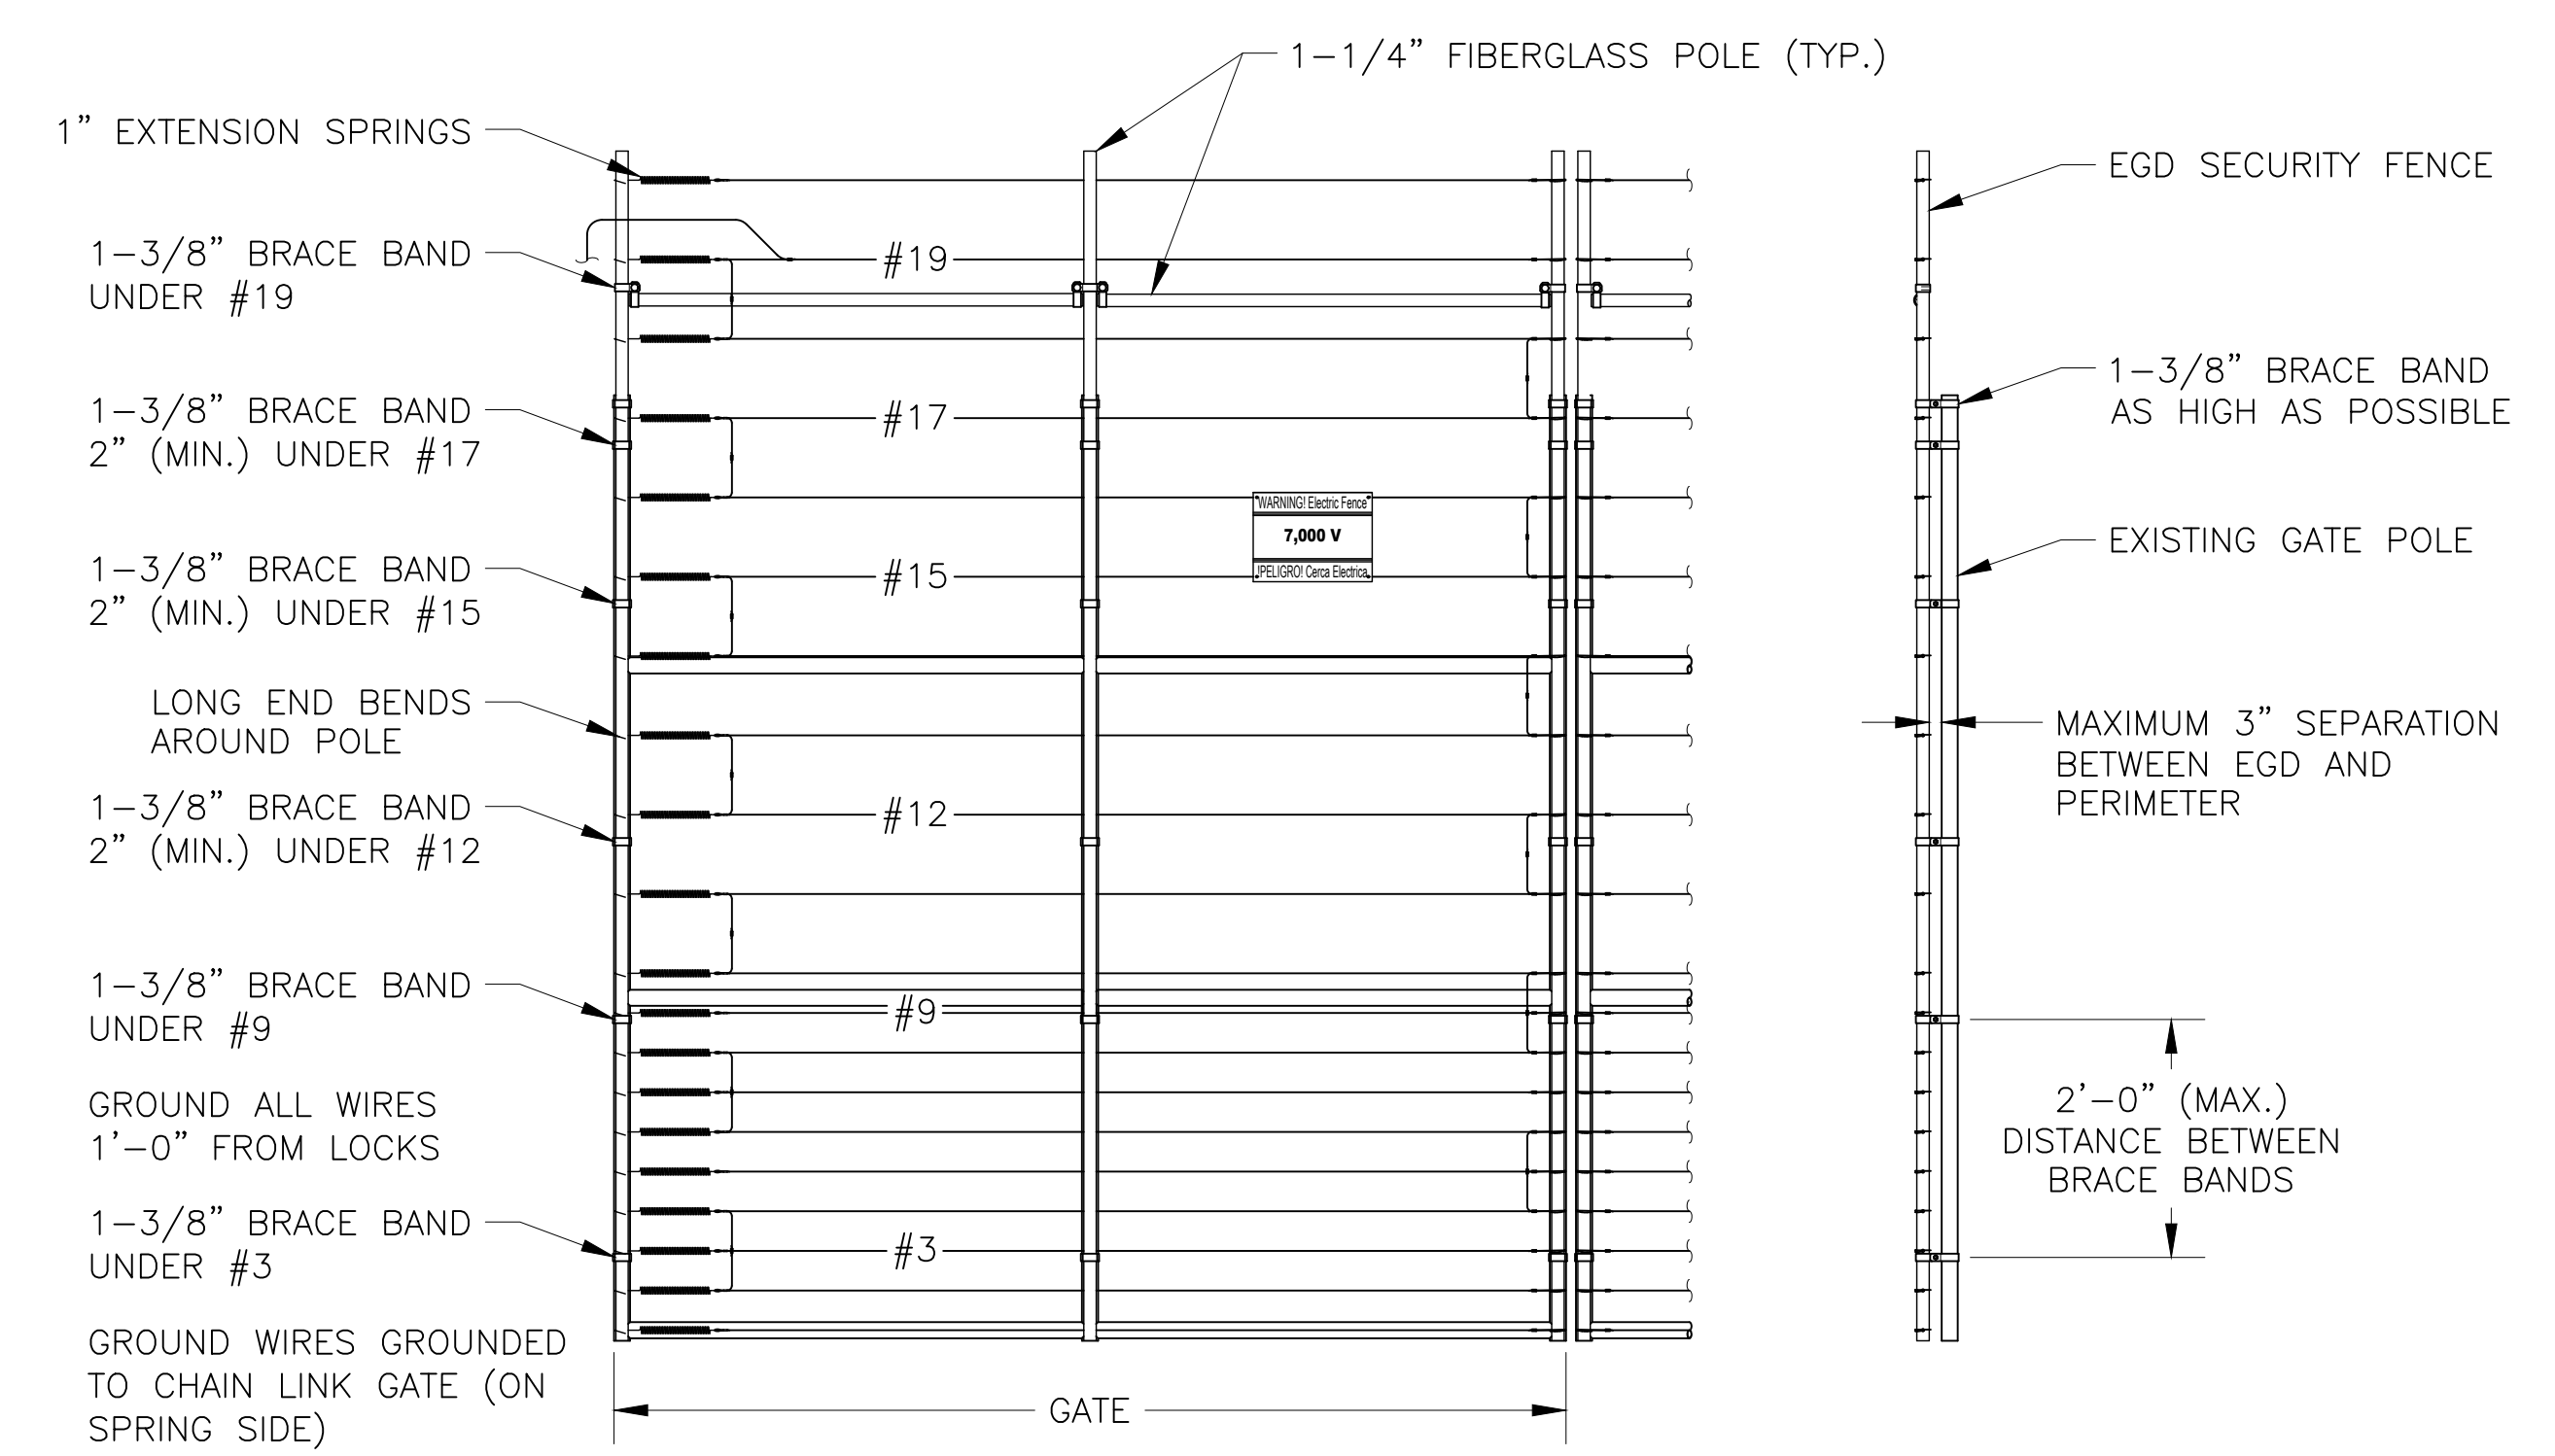 1-1/4" FIBERGLASS POLE (TYP.)
1" EXTENSION SPRINGS
1-3/8" BRACE BAND
UNDER #19
1-3/8" BRACE BAND
2" (MIN.) UNDER #17
1-3/8" BRACE BAND
2" (MIN.) UNDER #15
LONG END BENDS
AROUND POLE
1-3/8" BRACE BAND
2" (MIN.) UNDER #12
1-3/8" BRACE BAND
UNDER #9
GROUND ALL WIRES
1'-0" FROM LOCKS
1-3/8" BRACE BAND
UNDER #3
GROUND WIRES GROUNDED
TO CHAIN LINK GATE (ON
SPRING SIDE)
#19
#17
WARNING! Electric Fence
7,000 V
!PELIGRO! Cerca Electrica
#15
#12
#9
#3
GATE
EGD SECURITY FENCE
1-3/8" BRACE BAND
AS HIGH AS POSSIBLE
EXISTING GATE POLE
MAXIMUM 3" SEPARATION
BETWEEN EGD AND
PERIMETER
2'-0" (MAX.)
DISTANCE BETWEEN
BRACE BANDS